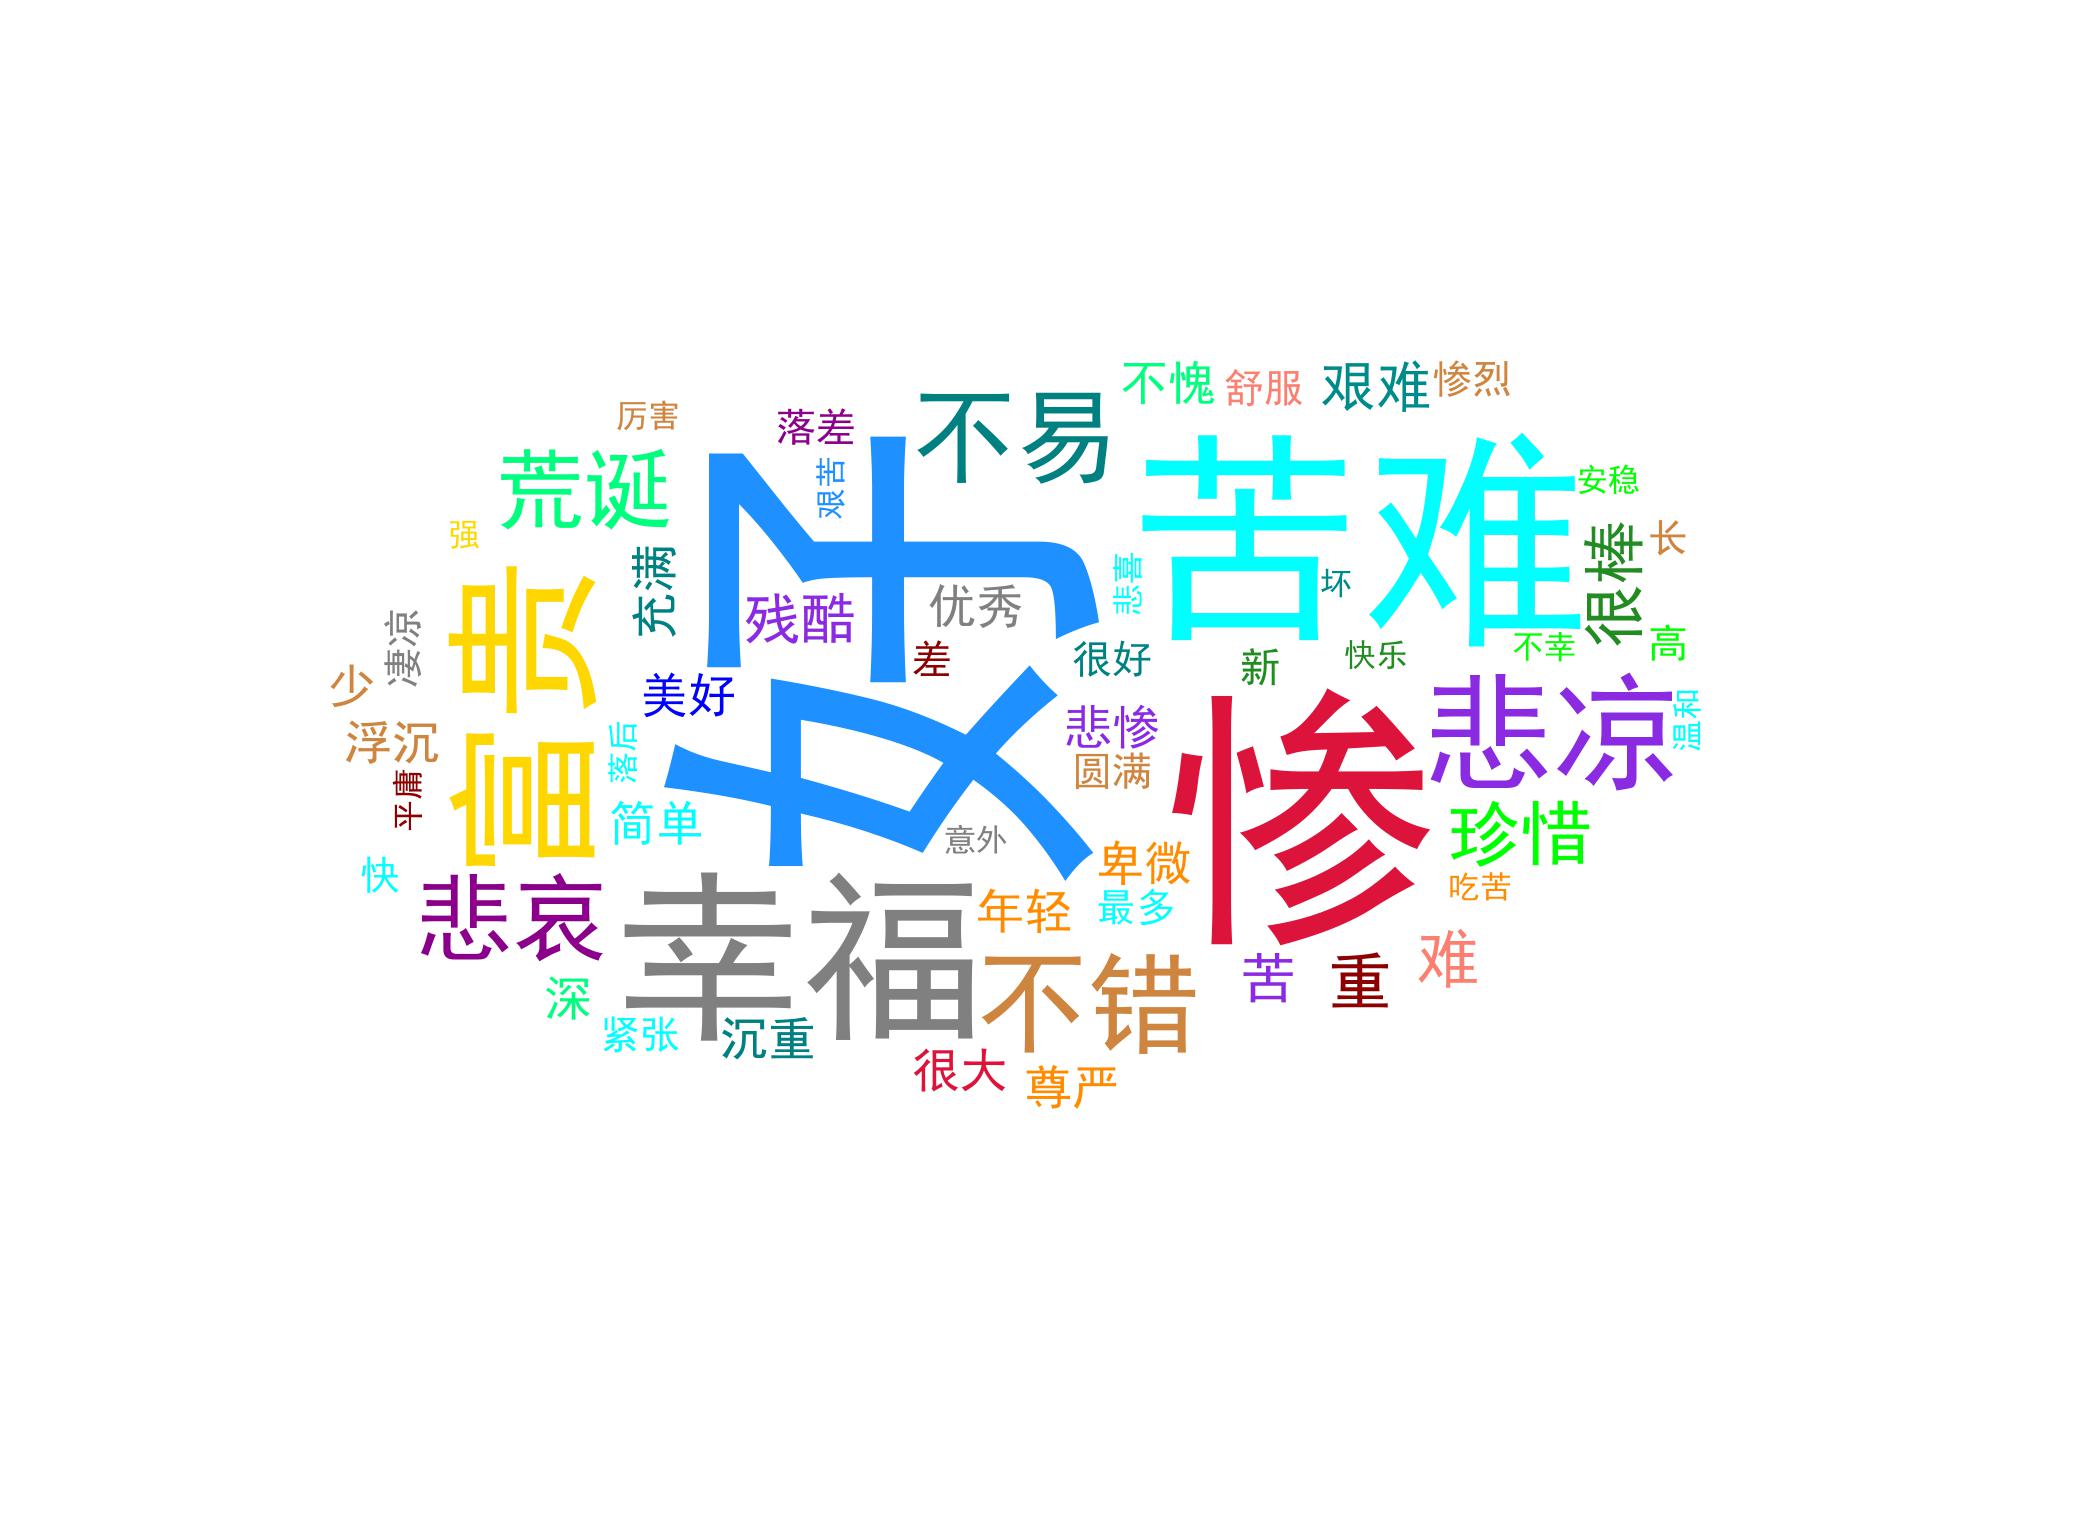 不愧
舒服
艰难
惨烈
厉害
落差
不易
好
苦难
荒诞
艰苦
安稳
强
充满
残酷
优秀
悲喜
坏
很棒
长
富贵
凄凉
差
很好
新
快乐
不幸
高
少
美好
浮沉
落后
悲惨
惨
悲凉
温和
圆满
平庸
简单
意外
卑微
珍惜
快
悲哀
幸福
年轻
最多
吃苦
深
不错
苦
重
难
紧张
沉重
很大
尊严